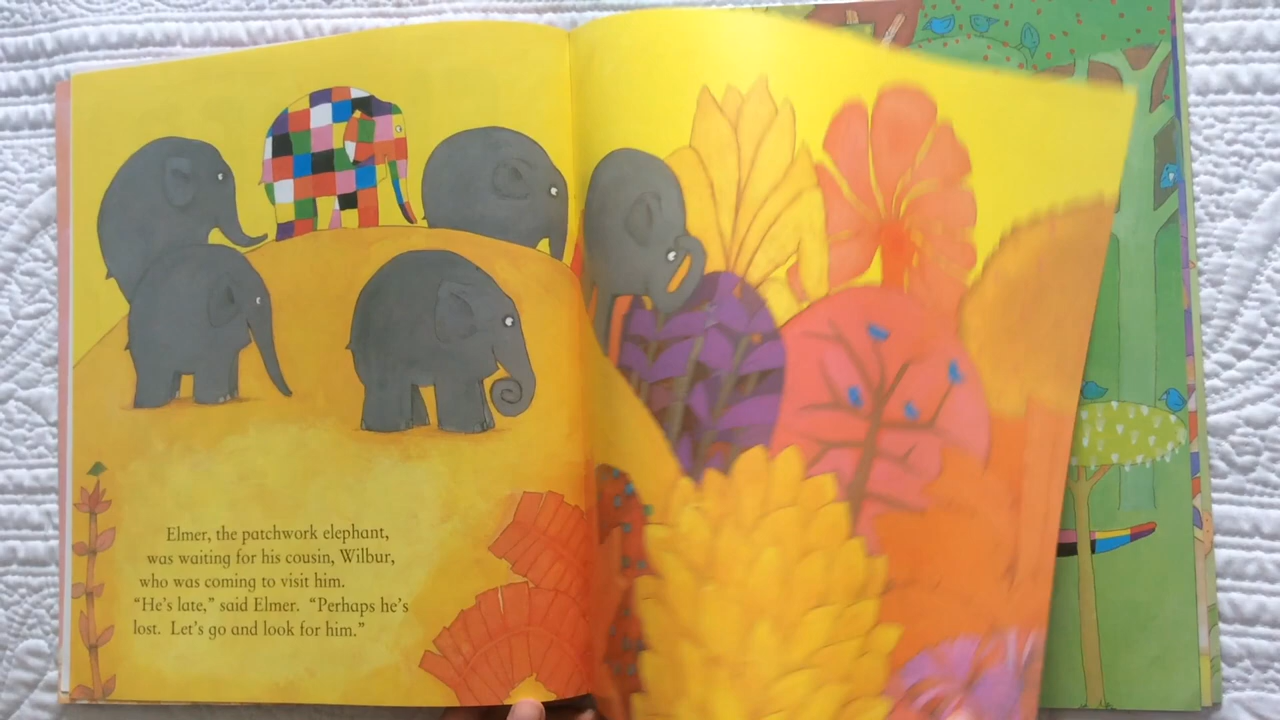 Elmer, the patchwork elephant,
was waiting for his cousin, Wilbur,
who was coming to visit him.
“He’s late,” said Elmer. “Perhaps he’s
lost. Let’s go and look for him.”